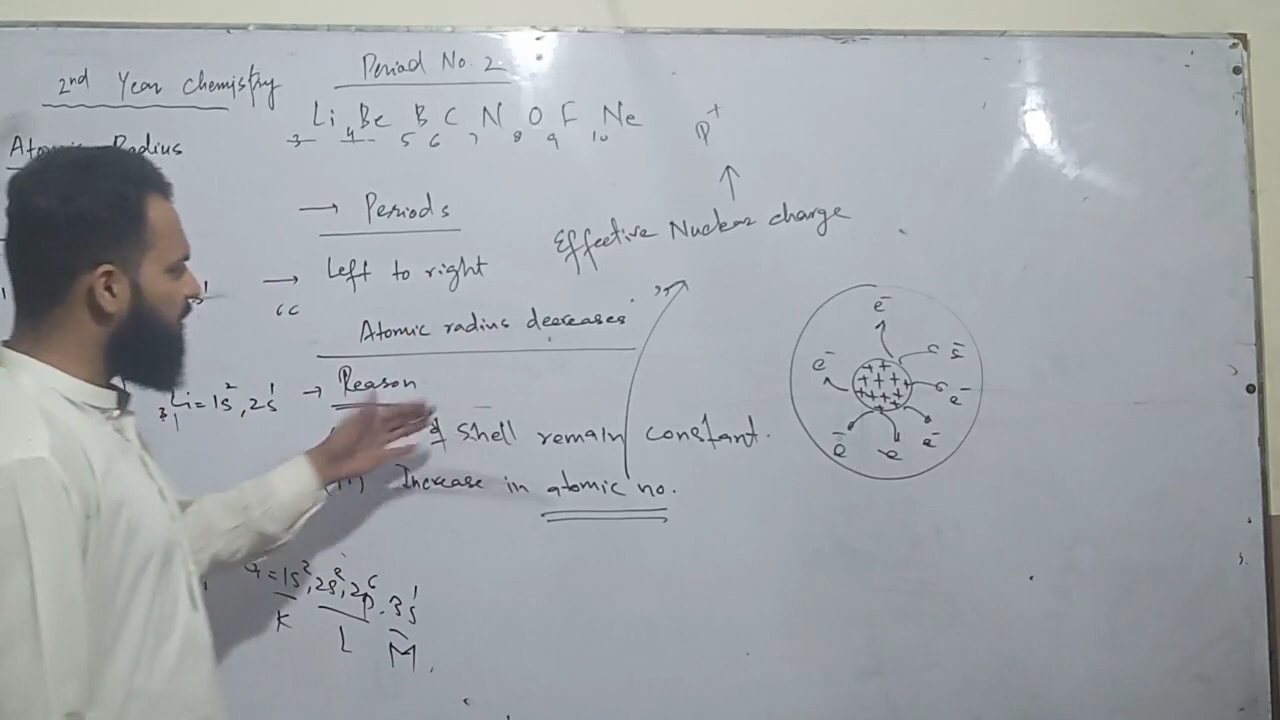 2nd Year Chemistry
Period No. 2
Li Be B C N O F Ne
3 4 5 6 7 8 9 10
P+
Atomic Radius
→ Periods
Effective Nuclear charge
→ Left to right
Atomic radius decreases
Li = 1s², 2s¹ → Reason
of shell remain constant.
(ii) Increase in atomic no.
= 1s², 2s², 2p⁶, 3s¹
K L M
e⁻
e⁻
e⁻
e⁻
e⁻
e⁻
e⁻
+ + + + + + + + + +